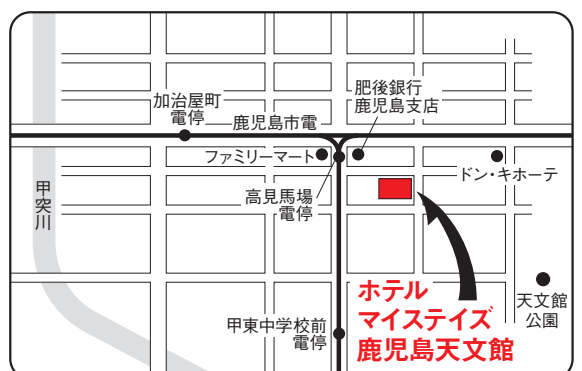 肥後銀行
鹿児島支店
加治屋町
電停
鹿児島市電
ファミリーマート
ドン・キホーテ
甲突川
高見馬場
電停
ホテル
マイステイズ
鹿児島天文館
天文館
公園
甲東中学校前
電停